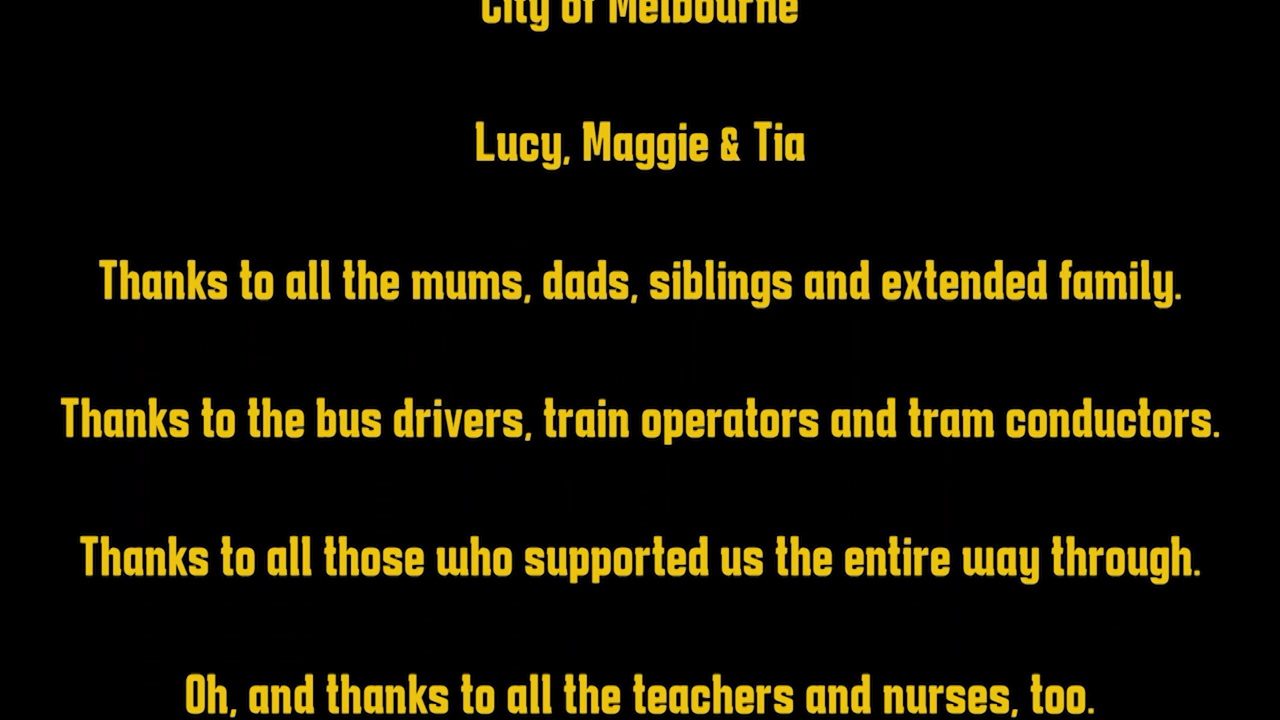 City of Melbourne
Lucy, Maggie & Tia
Thanks to all the mums, dads, siblings and extended family.
Thanks to the bus drivers, train operators and tram conductors.
Thanks to all those who supported us the entire way through.
Oh, and thanks to all the teachers and nurses, too.